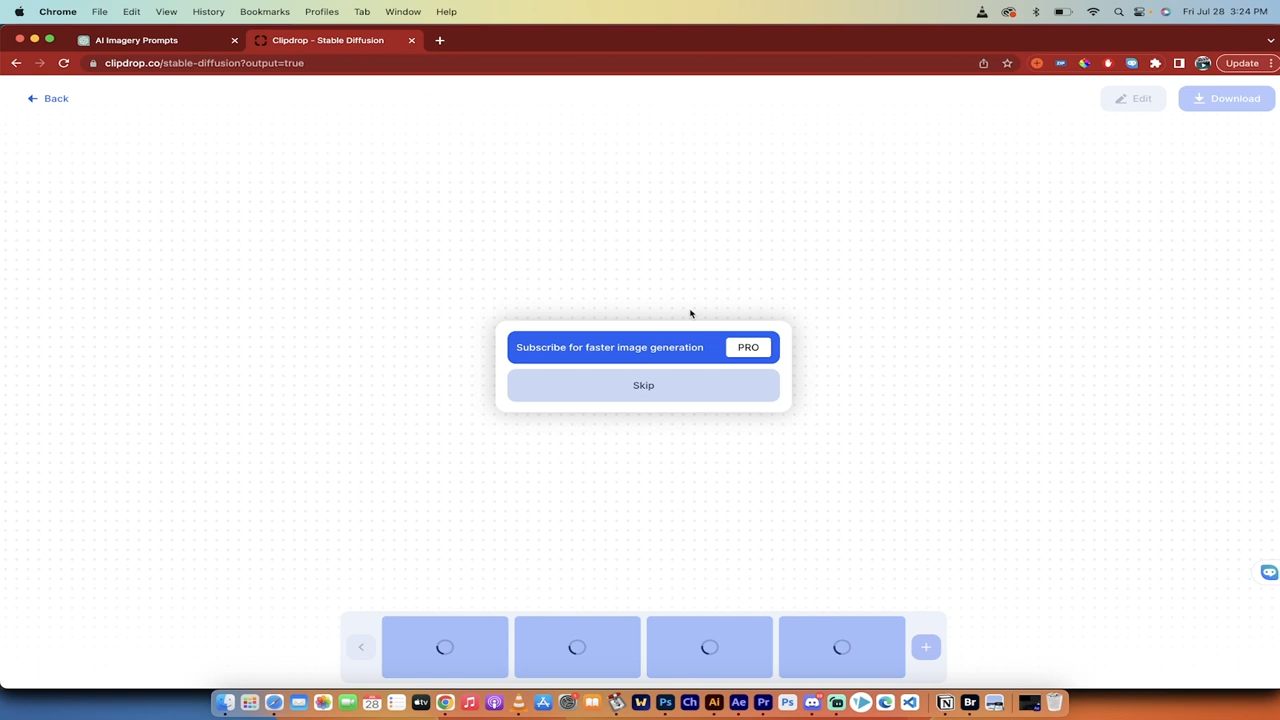 Chrome File Edit View History Bookmarks Profiles Tab Window Help Fri Jul 28 3:24 PM
AI Imagery Prompts Clipdrop - Stable Diffusion
clipdrop.co/stable-diffusion?output=true Update
Back Edit Download
Subscribe for faster image generation PRO
Skip